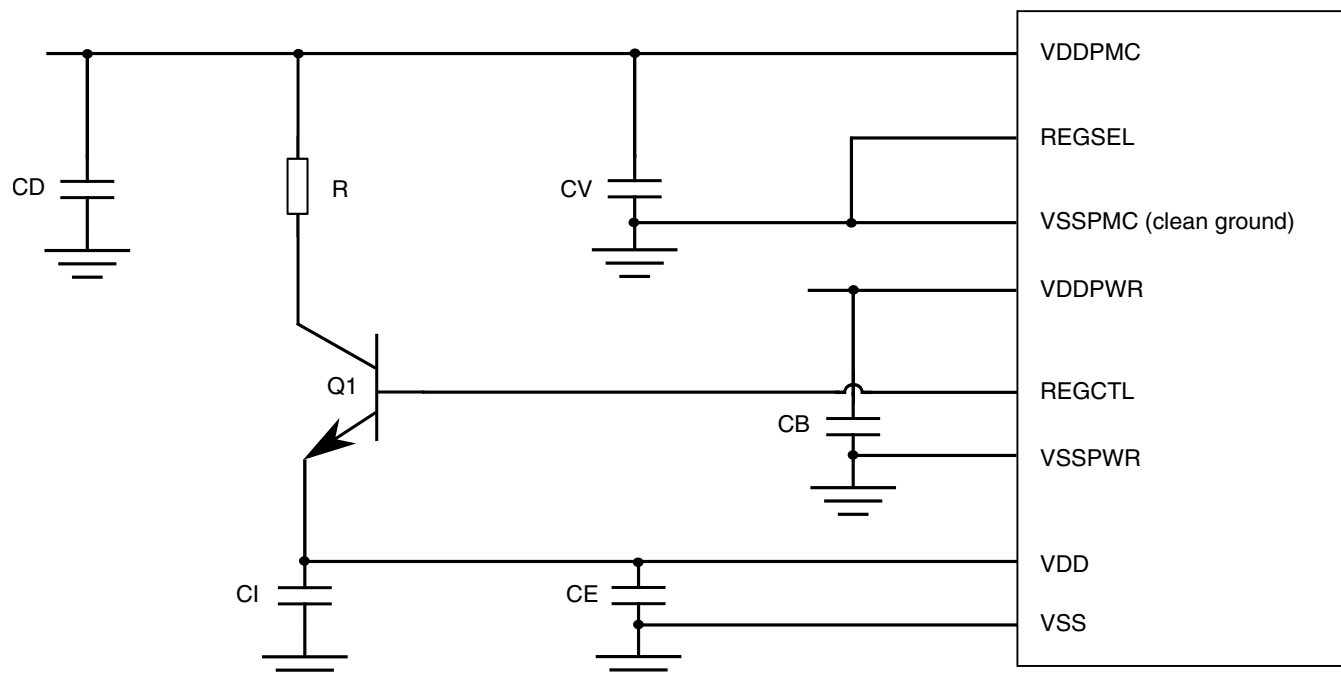 VDDPMC
REGSEL
CD
R
CV
VSSPMC (clean ground)
VDDPWR
Q1
REGCTL
CB
VSSPWR
VDD
CI
CE
VSS